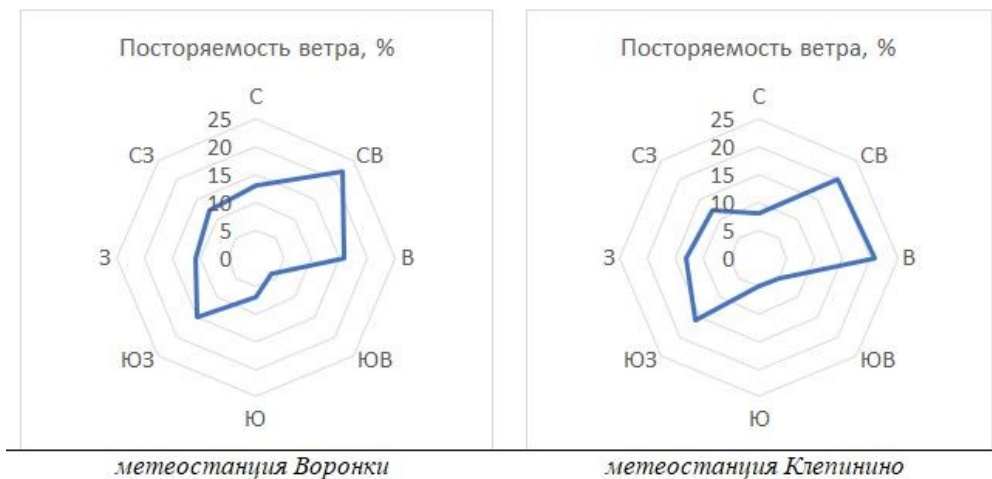 Посторяемость ветра, %
С
25
20
15
10
5
0
СВ
В
ЮВ
Ю
ЮЗ
З
СЗ
метеостанция Воронки
Посторяемость ветра, %
С
25
20
15
10
5
0
СВ
В
ЮВ
Ю
ЮЗ
З
СЗ
метеостанция Клепинино